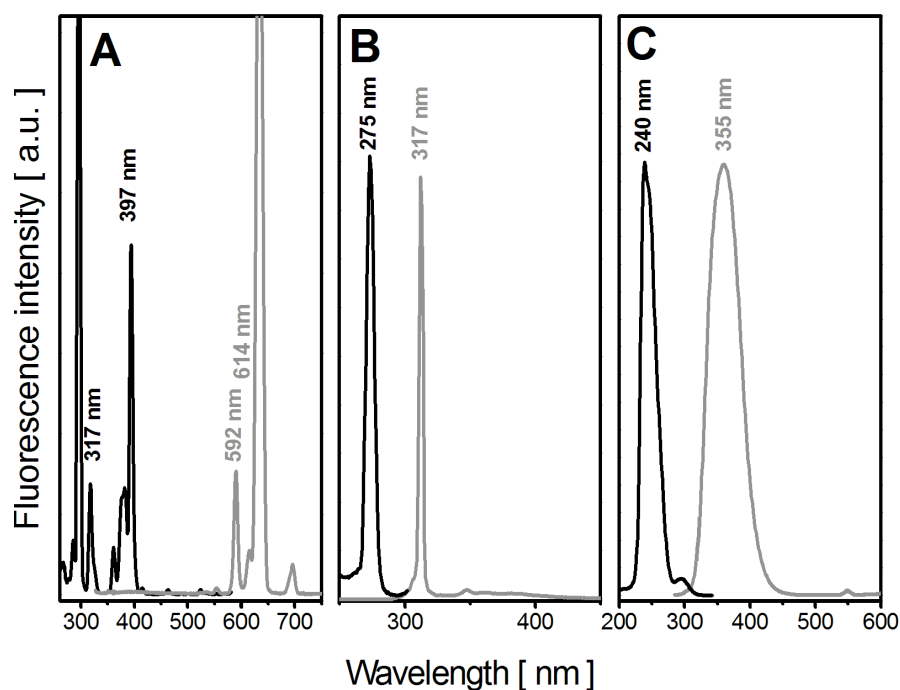 A
B
C
317 nm
397 nm
592 nm
614 nm
275 nm
317 nm
240 nm
355 nm
Fluorescence intensity [ a.u. ]
300 400 500 600 700
300 400
200 300 400 500 600
Wavelength [ nm ]